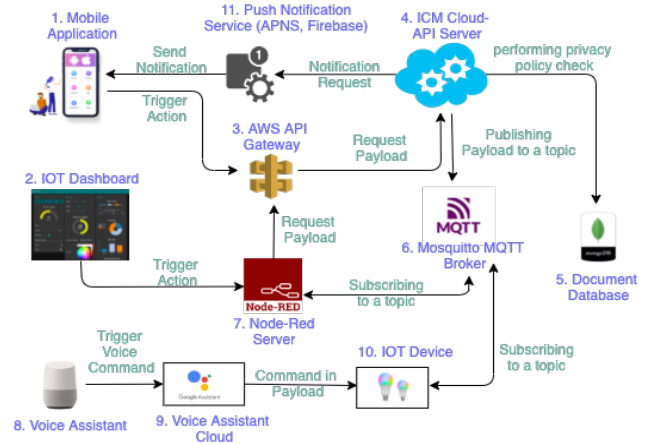 1. Mobile
Application
11. Push Notification
Service (APNS, Firebase)
4. ICM Cloud-
API Server
Send
Notification
1
Notification
Request
performing privacy
policy check
Trigger
Action
3. AWS API
Gateway
Request
Payload
Publishing
Payload to a topic
2. IOT Dashboard
Request
Payload
MQTT
6. Mosquitto MQTT
Broker
mongoDB
5. Document
Database
Trigger
Action
Node-RED
7. Node-Red
Server
Subscribing
to a topic
Trigger
Voice
Command
10. IOT Device
Subscribing
to a topic
Google Assistant
Command in
Payload
8. Voice Assistant
9. Voice Assistant
Cloud